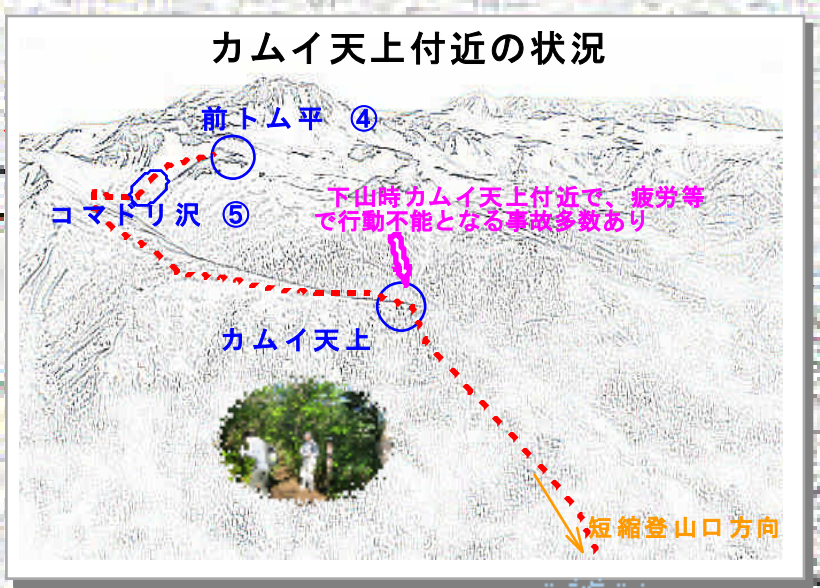 カムイ天上付近の状況
前トム平 ④
コマドリ沢 ⑤
下山時カムイ天上付近で、疲労等
で行動不能となる事故多数あり
カムイ天上
短縮登山口方向